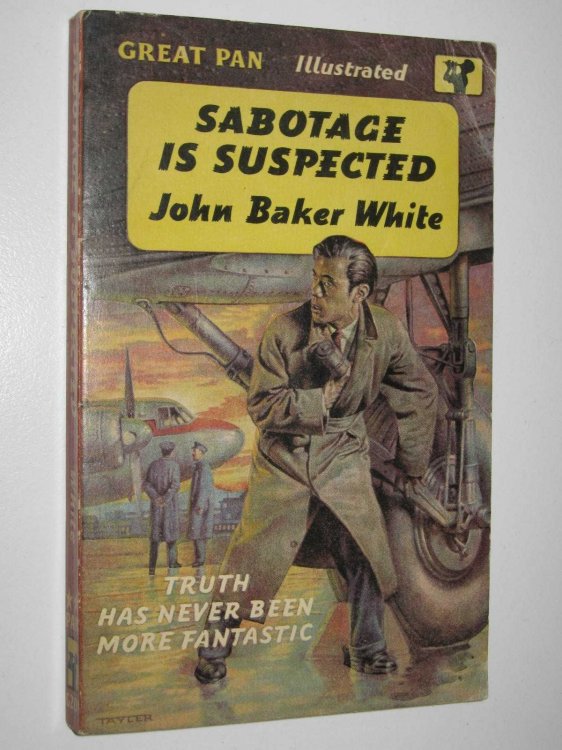 GREAT PAN Illustrated
SABOTAGE
IS SUSPECTED
John Baker White
TRUTH
HAS NEVER BEEN
MORE FANTASTIC
TAYLER